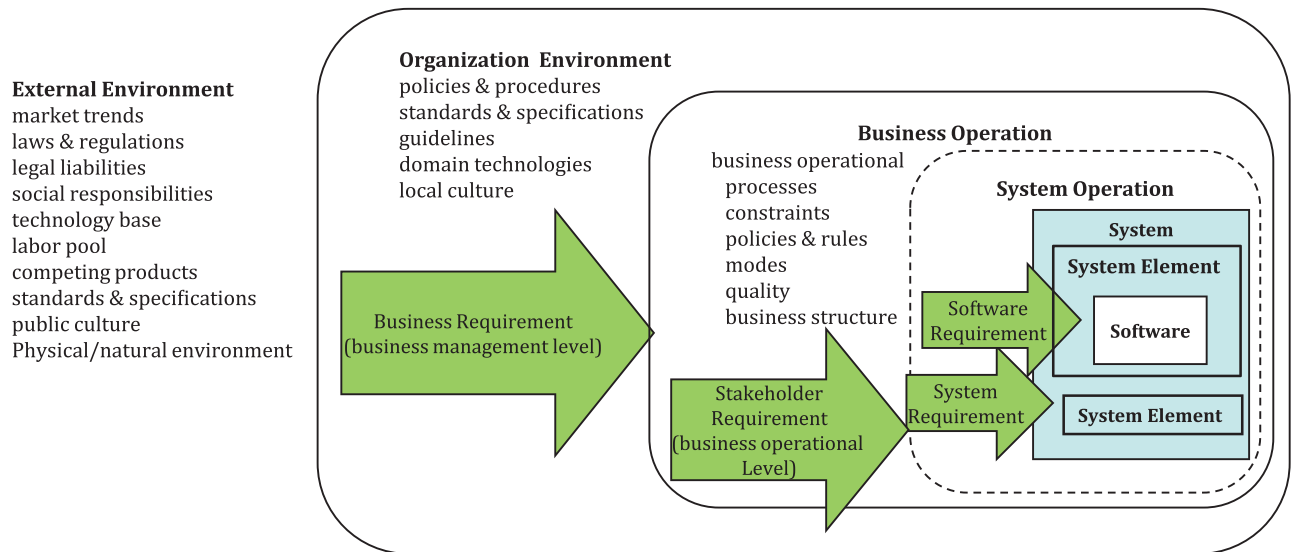 External Environment
market trends
laws & regulations
legal liabilities
social responsibilities
technology base
labor pool
competing products
standards & specifications
public culture
Physical/natural environment
Organization Environment
policies & procedures
standards & specifications
guidelines
domain technologies
local culture
Business Requirement
(business management level)
Business Operation
business operational
processes
constraints
policies & rules
modes
quality
business structure
Stakeholder
Requirement
(business operational
Level)
System Operation
System
System Element
Software
Software
Requirement
System
Requirement
System Element